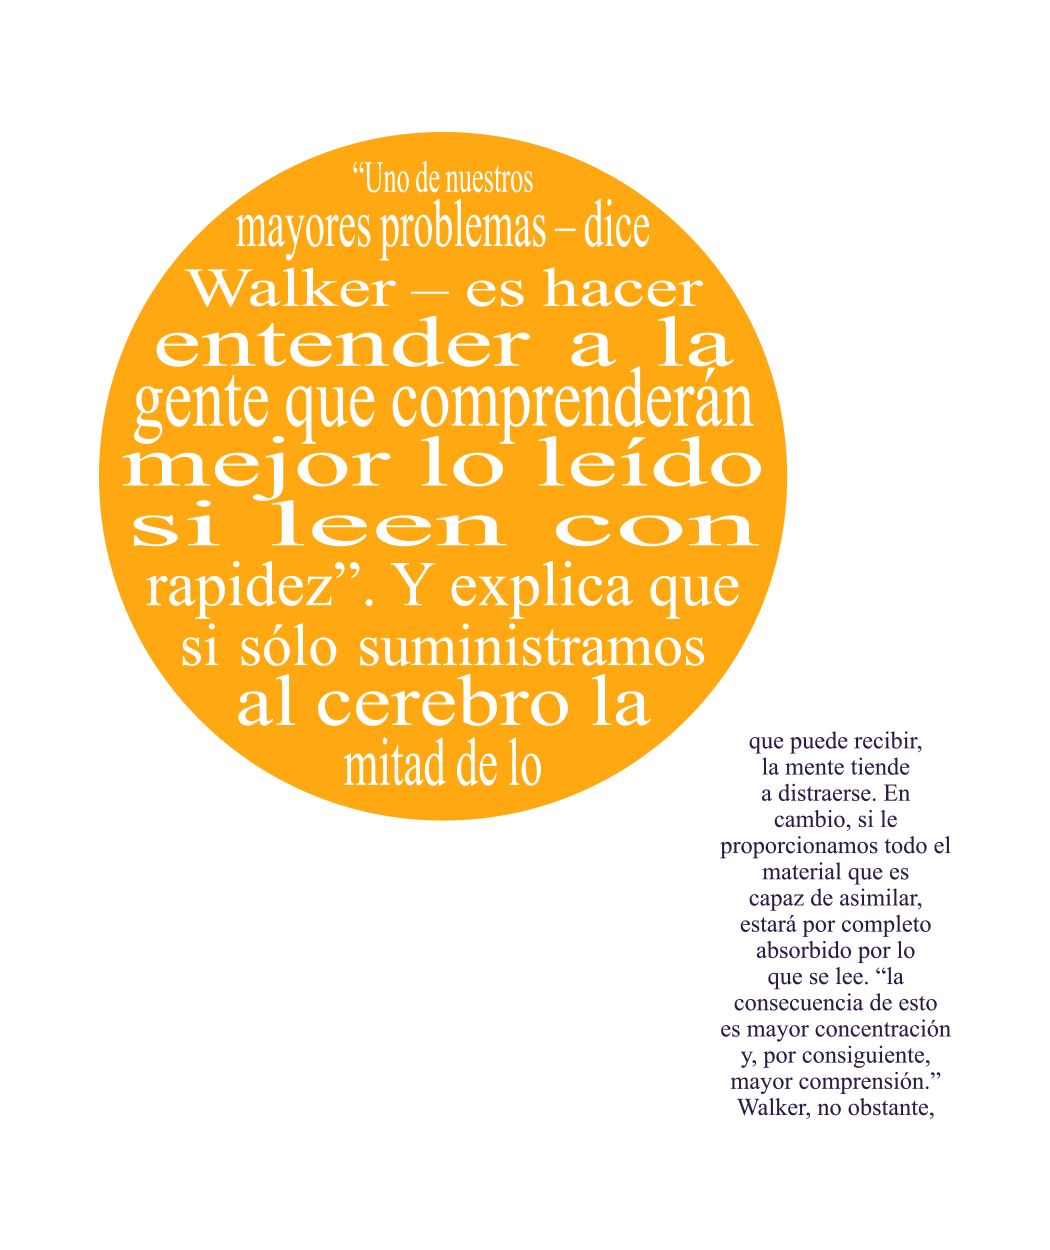 “Uno de nuestros
mayores problemas – dice
Walker – es hacer
entender a la
gente que comprenderán
mejor lo leído
si leen con
rapidez”. Y explica que
si sólo suministramos
al cerebro la
mitad de lo
que puede recibir,
la mente tiende
a distraerse. En
cambio, si le
proporcionamos todo el
material que es
capaz de asimilar,
estará por completo
absorbido por lo
que se lee. “la
consecuencia de esto
es mayor concentración
y, por consiguiente,
mayor comprensión.”
Walker, no obstante,